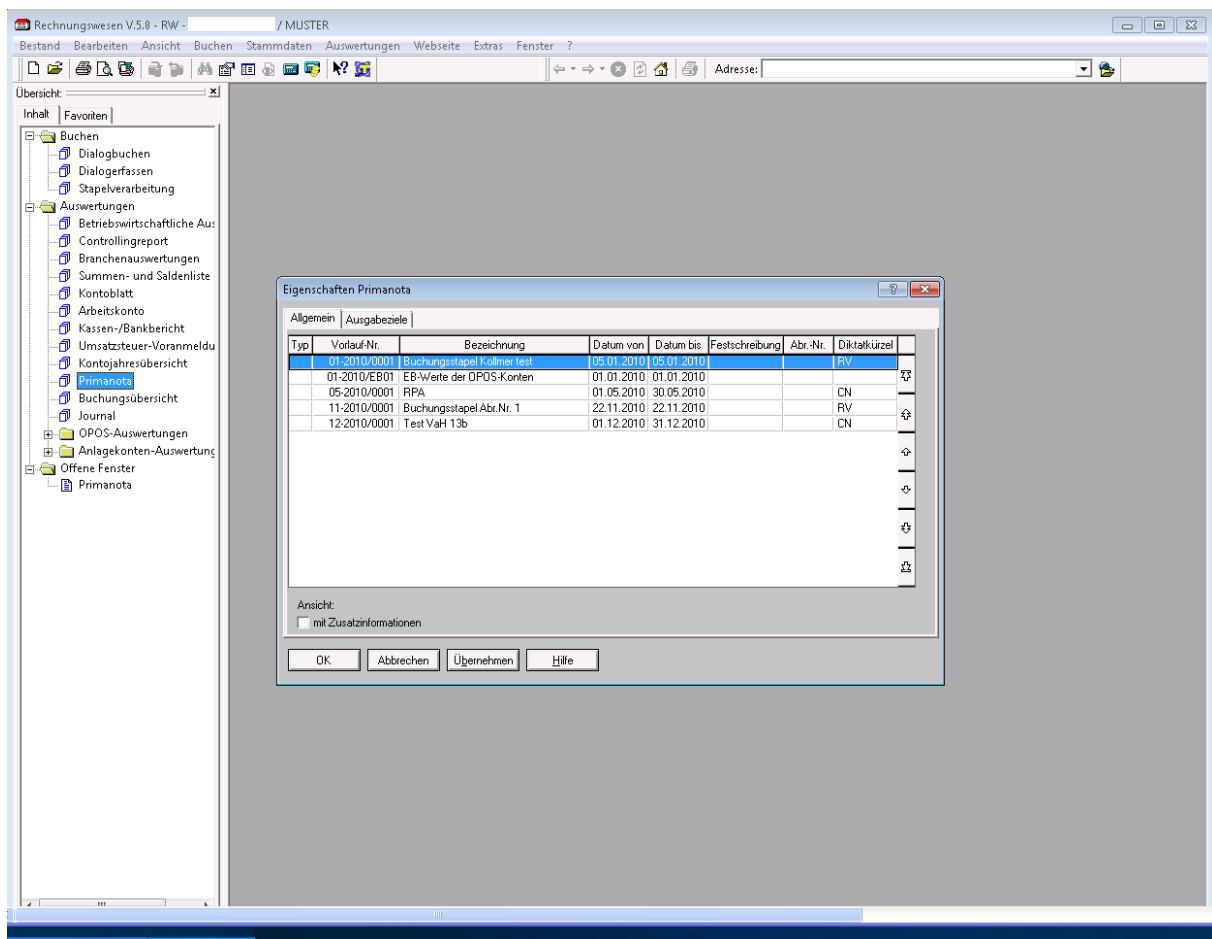 Rechnungswesen V.5.8 - RW - / MUSTER
Bestand Bearbeiten Ansicht Buchen Stammdaten Auswertungen Webseite Extras Fenster ?
Adresse:
Übersicht:
Inhalt Favoriten
Buchen
Dialogbuchen
Dialogerfassen
Stapelverarbeitung
Auswertungen
Betriebswirtschaftliche Aus
Controllingreport
Branchenauswertungen
Summen- und Saldenliste
Kontoblatt
Arbeitskonto
Kassen-/Bankbericht
Umsatzsteuer-Voranmeldu
Kontojahresübersicht
Primanota
Buchungsübersicht
Journal
OPOS-Auswertungen
Anlagekonten-Auswertung
Offene Fenster
Primanota
Eigenschaften Primanota
Allgemein Ausgabeziele
Typ Vorlauf-Nr. Bezeichnung Datum von Datum bis Festschreibung Abr.-Nr. Diktatkürzel
01-2010/0001 Buchungsstapel Kollmer test 05.01.2010 05.01.2010 RV
01-2010/EB01 EB-Werte der OPOS-Konten 01.01.2010 01.01.2010
05-2010/0001 RPA 01.05.2010 30.05.2010 CN
11-2010/0001 Buchungsstapel Abr.Nr. 1 22.11.2010 22.11.2010 RV
12-2010/0001 Test VaH 13b 01.12.2010 31.12.2010 CN
Ansicht:
mit Zusatzinformationen
OK Abbrechen Übernehmen Hilfe